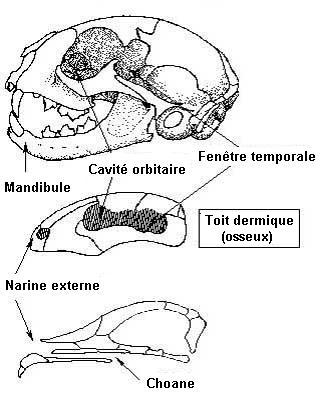 Fenêtre temporale
Cavité orbitaire
Mandibule
Toit dermique
(osseux)
Narine externe
Choane